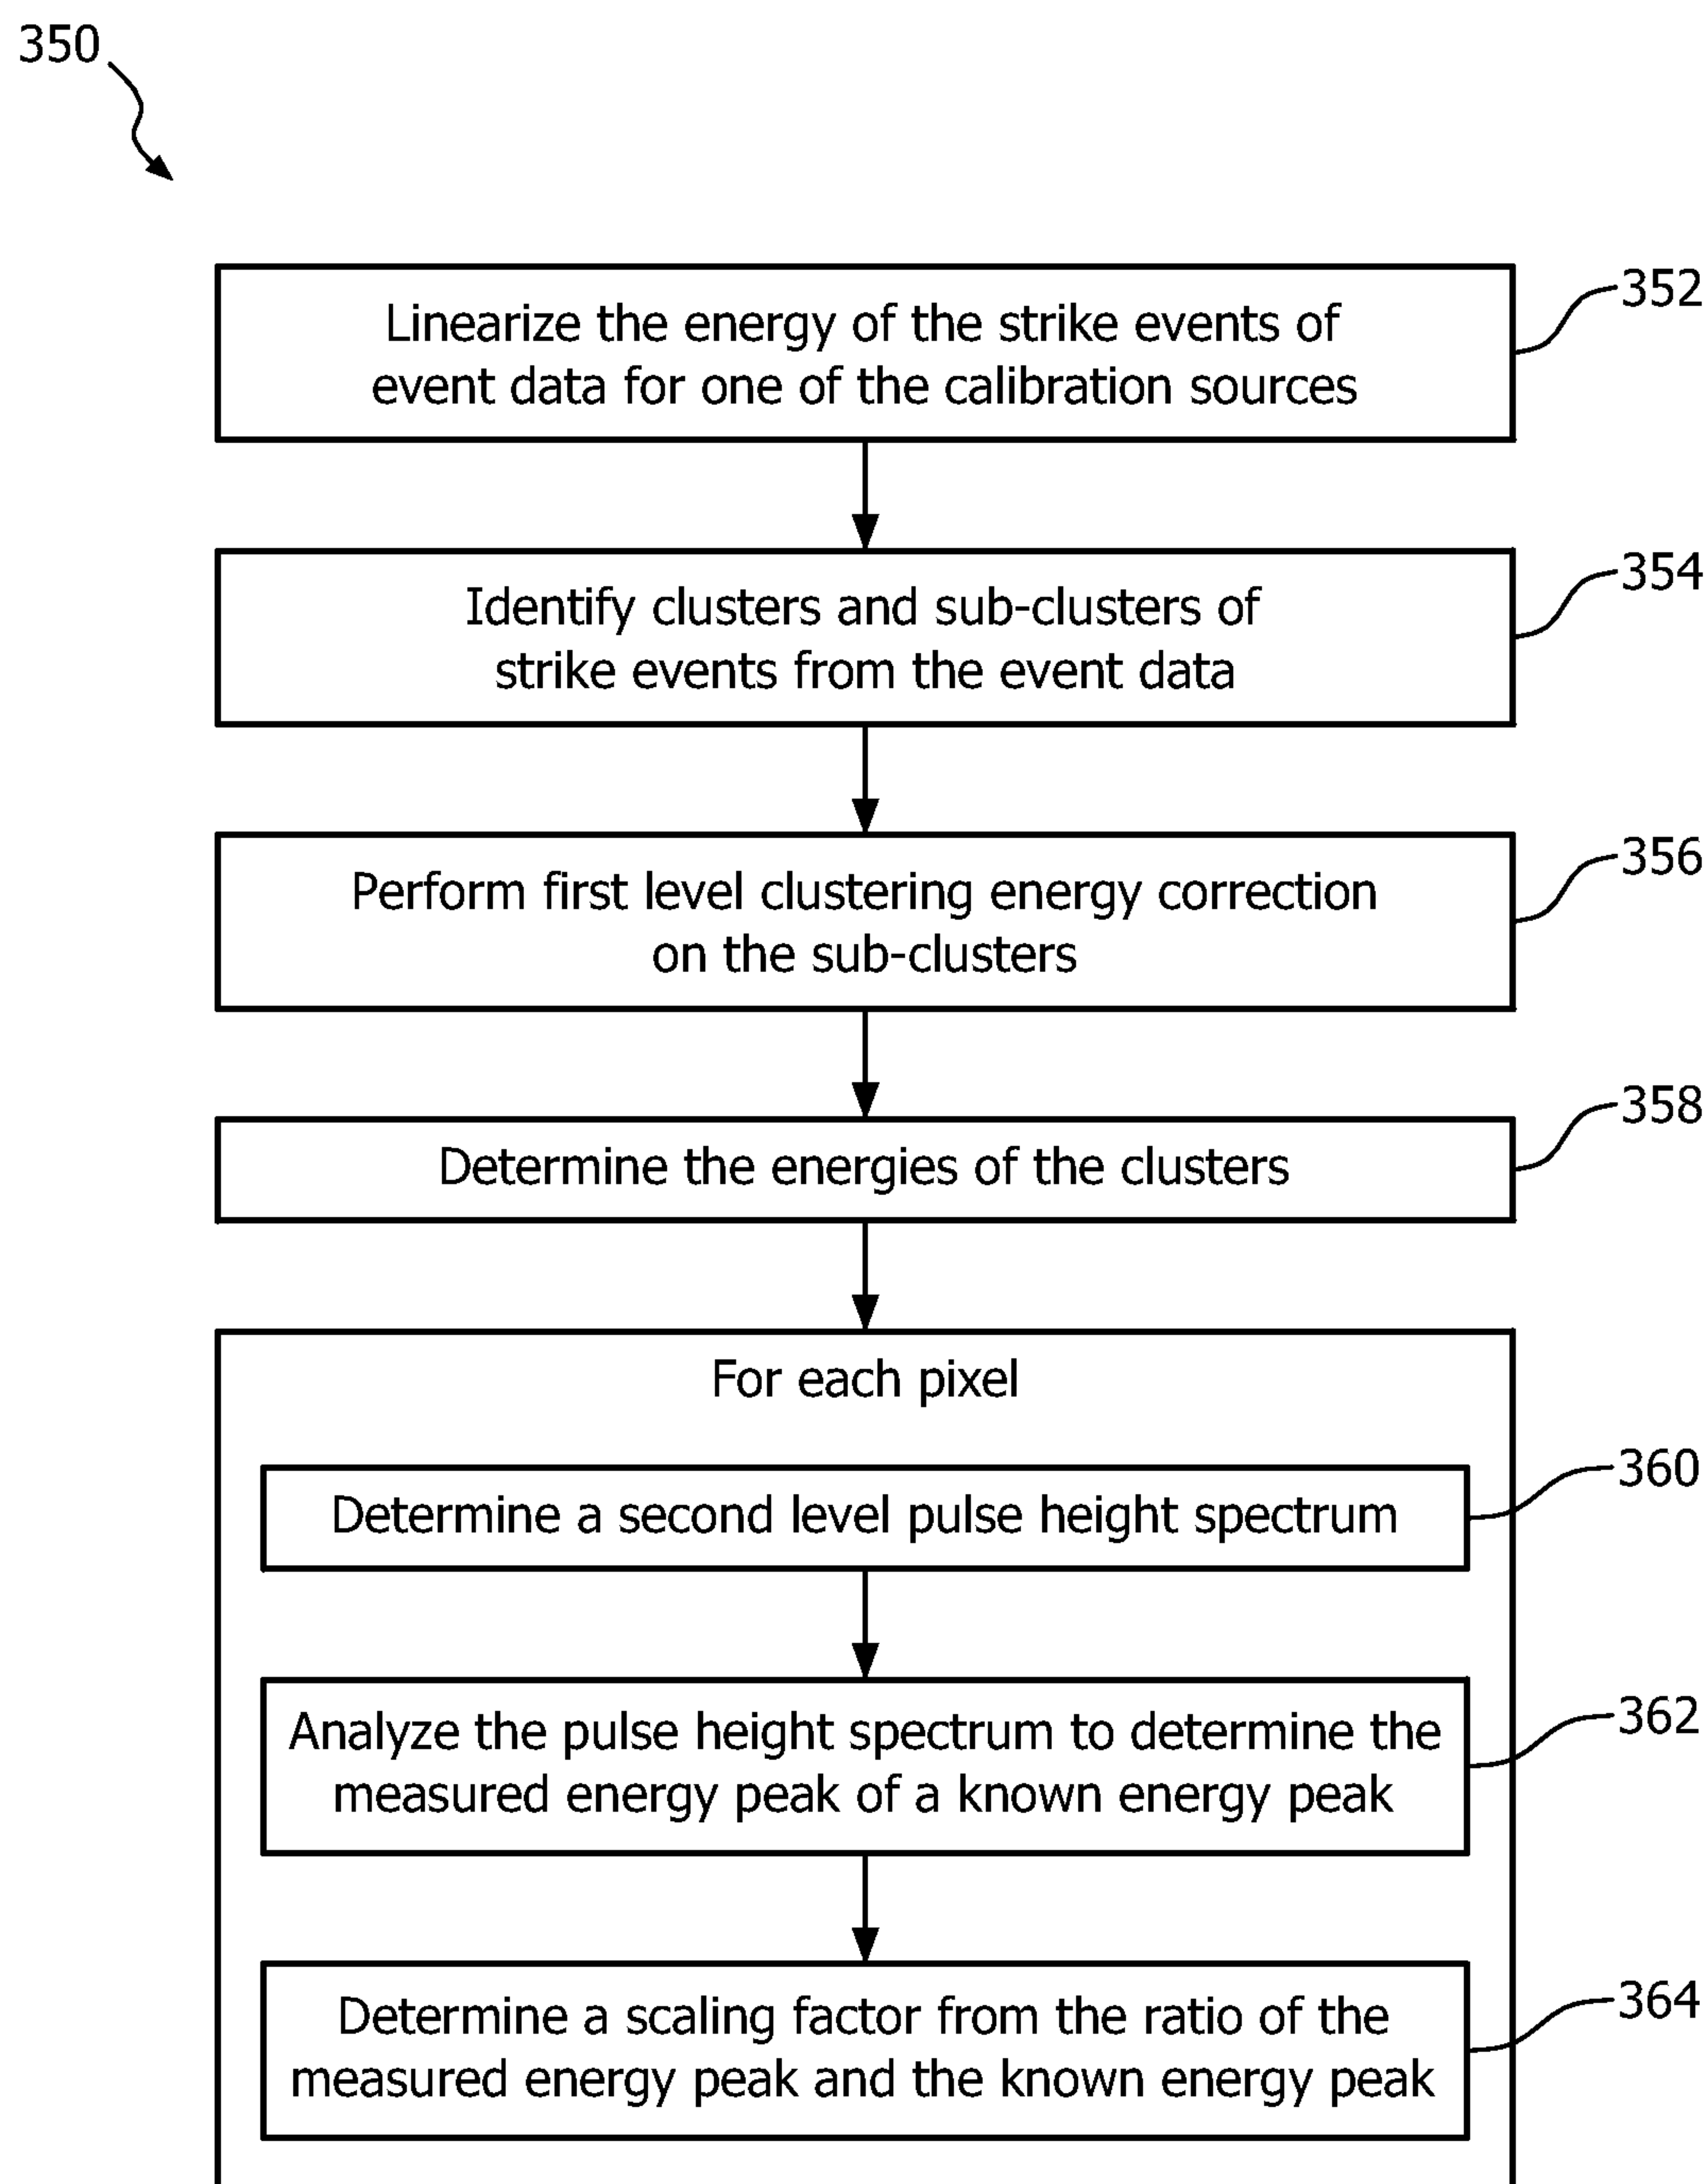 350
352
Linearize the energy of the strike events of
event data for one of the calibration sources
354
Identify clusters and sub-clusters of
strike events from the event data
356
Perform first level clustering energy correction
on the sub-clusters
358
Determine the energies of the clusters
For each pixel
360
Determine a second level pulse height spectrum
362
Analyze the pulse height spectrum to determine the
measured energy peak of a known energy peak
364
Determine a scaling factor from the ratio of the
measured energy peak and the known energy peak